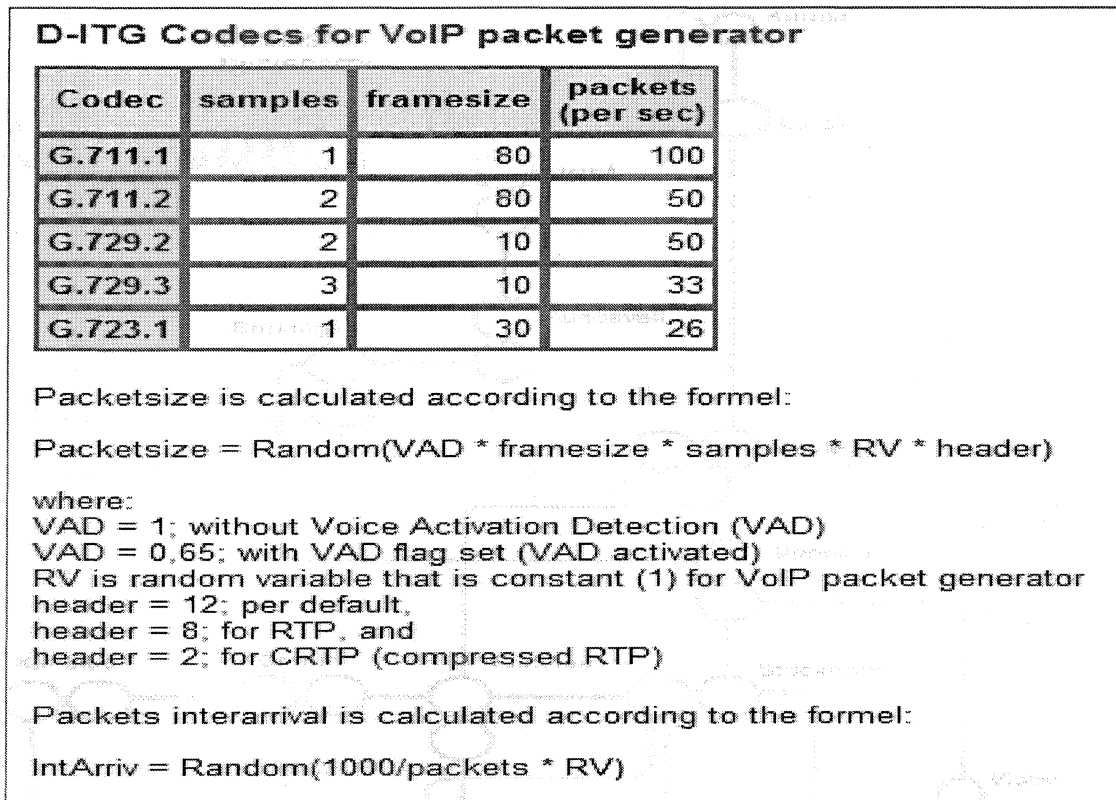 D-ITG Codecs for VoIP packet generator
Codec samples framesize packets (per sec)
G.711.1 1 80 100
G.711.2 2 80 50
G.729.2 2 10 50
G.729.3 3 10 33
G.723.1 1 30 26
Packetsize is calculated according to the formel:
Packetsize = Random(VAD * framesize * samples * RV * header)
where:
VAD = 1; without Voice Activation Detection (VAD)
VAD = 0,65; with VAD flag set (VAD activated)
RV is random variable that is constant (1) for VoIP packet generator
header = 12; per default,
header = 8; for RTP, and
header = 2; for CRTP (compressed RTP)
Packets interarrival is calculated according to the formel:
IntArriv = Random(1000/packets * RV)